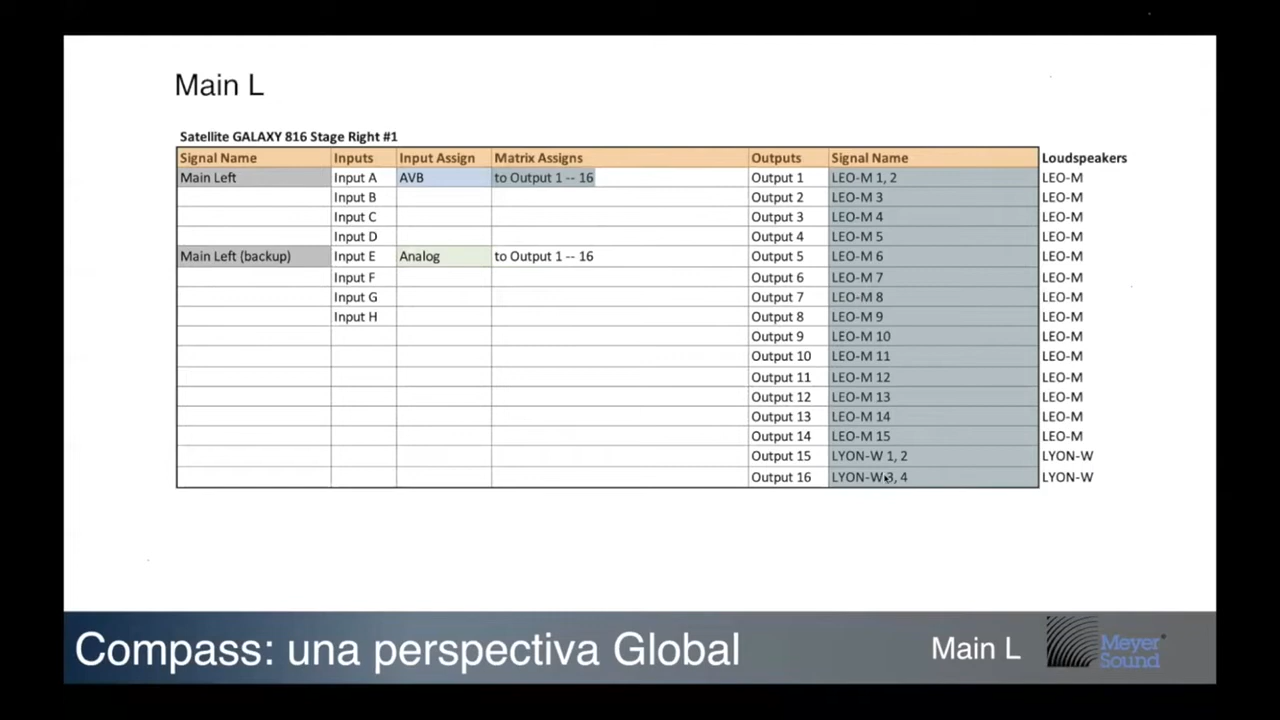 Main L
Satellite GALAXY 816 Stage Right #1
Signal Name Inputs Input Assign Matrix Assigns Outputs Signal Name Loudspeakers
Main Left Input A AVB to Output 1 -- 16 Output 1 LEO-M 1, 2 LEO-M
Input B Output 2 LEO-M 3 LEO-M
Input C Output 3 LEO-M 4 LEO-M
Input D Output 4 LEO-M 5 LEO-M
Main Left (backup) Input E Analog to Output 1 -- 16 Output 5 LEO-M 6 LEO-M
Input F Output 6 LEO-M 7 LEO-M
Input G Output 7 LEO-M 8 LEO-M
Input H Output 8 LEO-M 9 LEO-M
Output 9 LEO-M 10 LEO-M
Output 10 LEO-M 11 LEO-M
Output 11 LEO-M 12 LEO-M
Output 12 LEO-M 13 LEO-M
Output 13 LEO-M 14 LEO-M
Output 14 LEO-M 15 LEO-M
Output 15 LYON-W 1, 2 LYON-W
Output 16 LYON-W 3, 4 LYON-W
Compass: una perspectiva Global Main L Meyer Sound